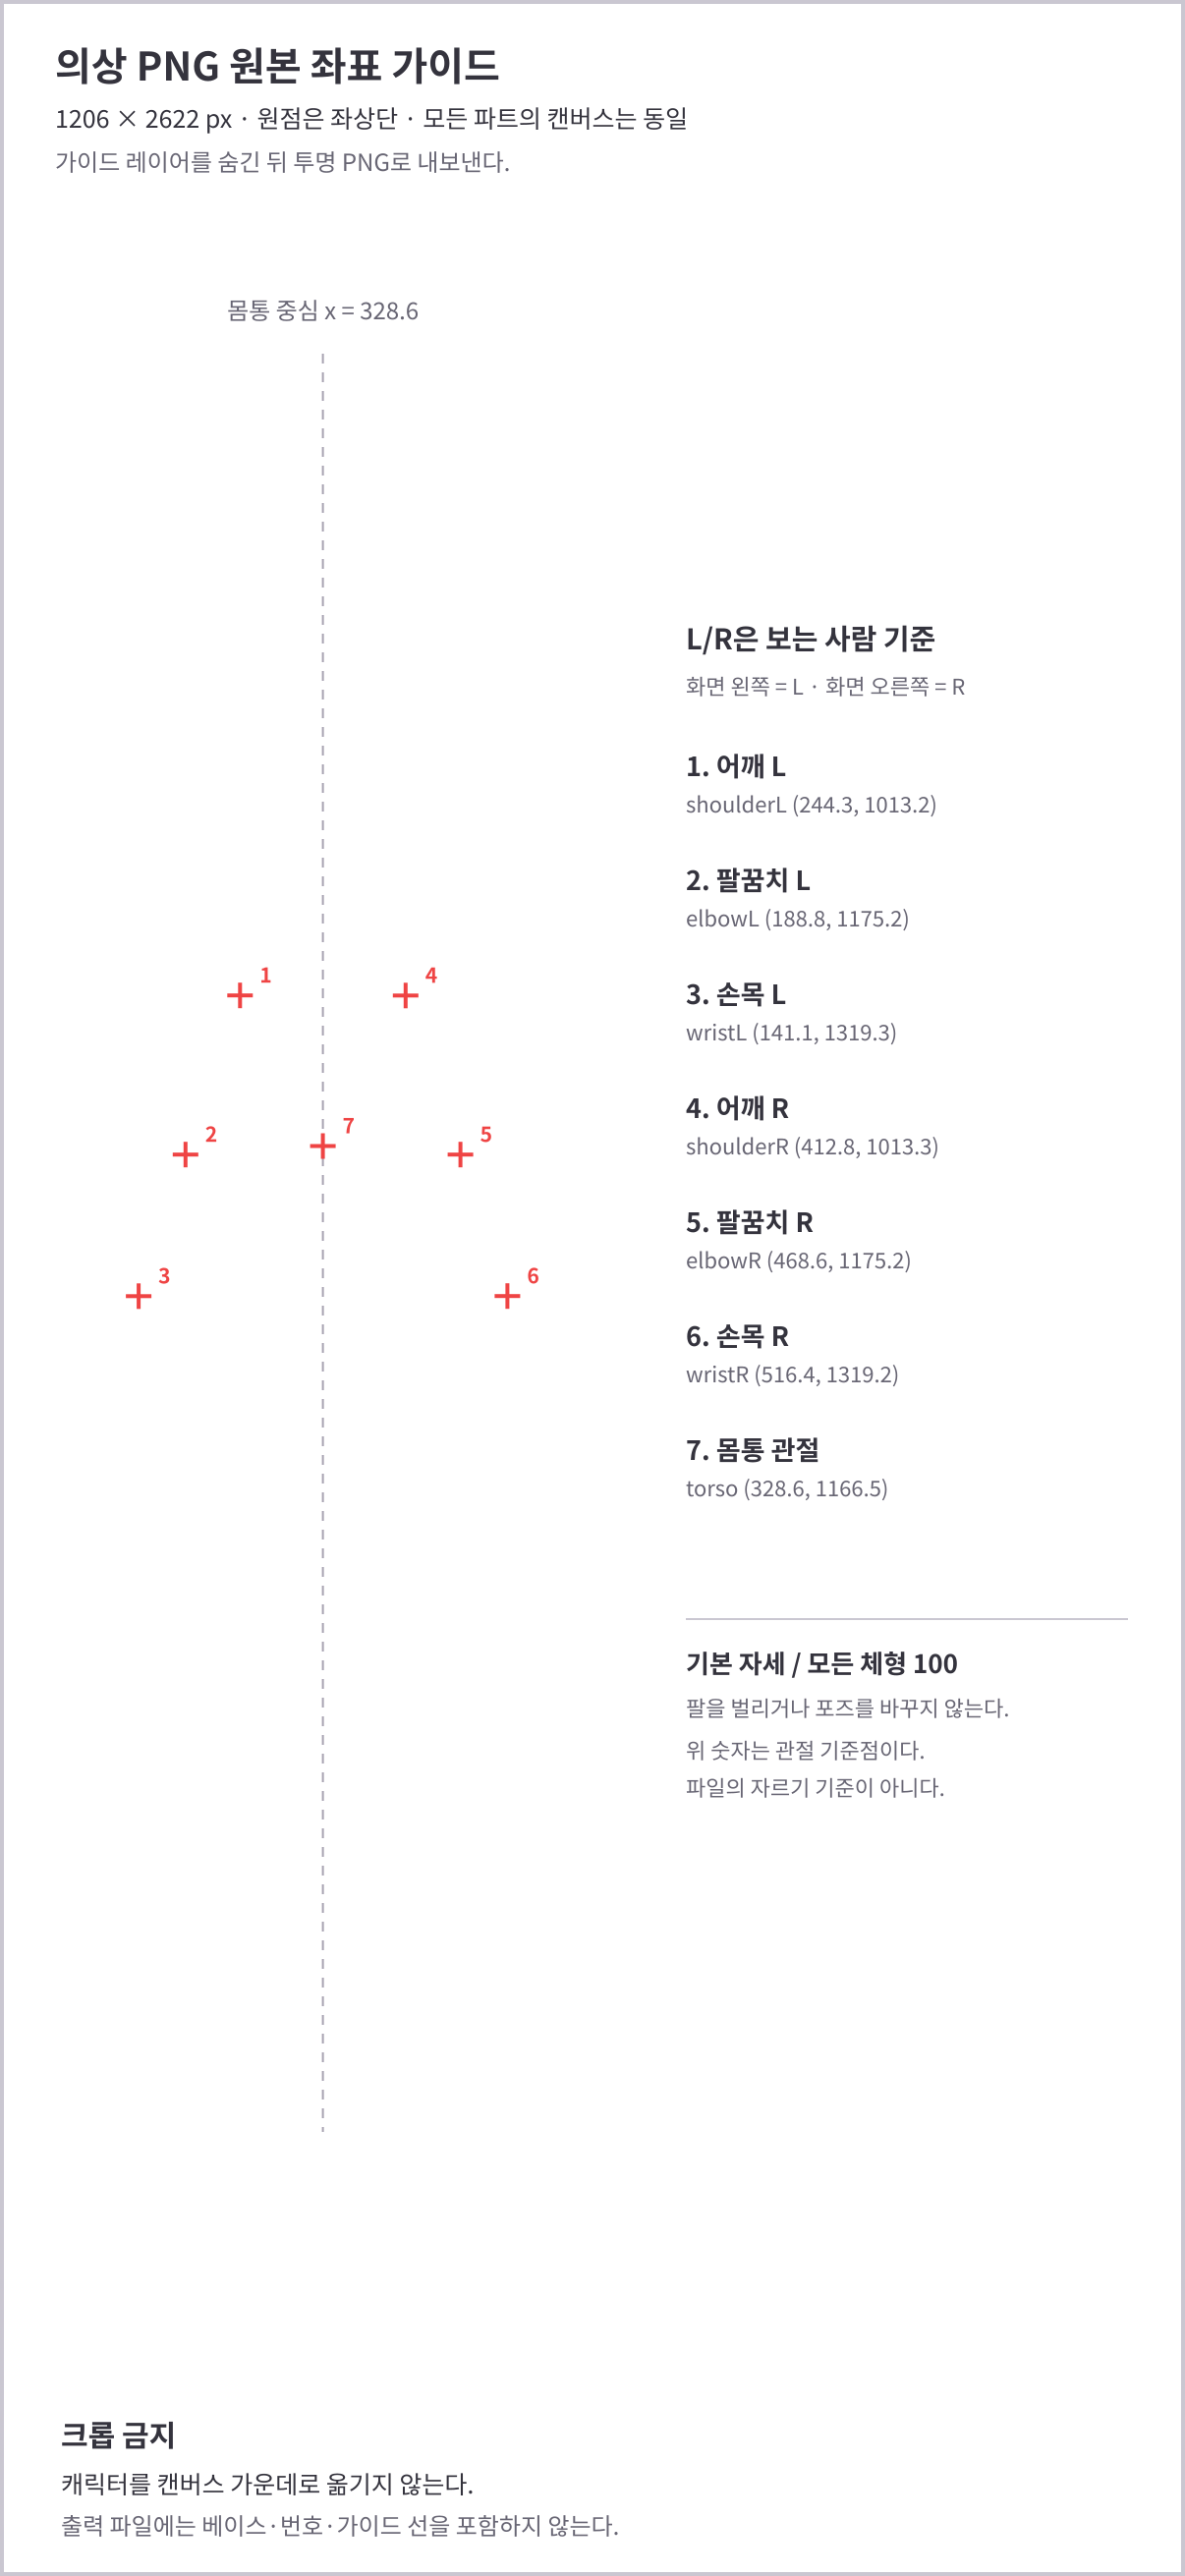 의상 PNG 원본 좌표 가이드
1206 × 2622 px · 원점은 좌상단 · 모든 파트의 캔버스는 동일
가이드 레이어를 숨긴 뒤 투명 PNG로 내보낸다.
몸통 중심 x = 328.6
L/R은 보는 사람 기준
화면 왼쪽 = L · 화면 오른쪽 = R
1. 어깨 L
shoulderL (244.3, 1013.2)
2. 팔꿈치 L
elbowL (188.8, 1175.2)
3. 손목 L
wristL (141.1, 1319.3)
4. 어깨 R
shoulderR (412.8, 1013.3)
5. 팔꿈치 R
elbowR (468.6, 1175.2)
6. 손목 R
wristR (516.4, 1319.2)
7. 몸통 관절
torso (328.6, 1166.5)
1
4
2
7
5
3
6
기본 자세 / 모든 체형 100
팔을 벌리거나 포즈를 바꾸지 않는다.
위 숫자는 관절 기준점이다.
파일의 자르기 기준이 아니다.
크롭 금지
캐릭터를 캔버스 가운데로 옮기지 않는다.
출력 파일에는 베이스·번호·가이드 선을 포함하지 않는다.